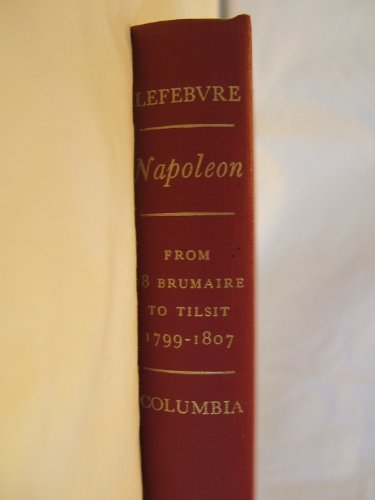 LEFEBVRE
Napoleon
FROM
18 BRUMAIRE
TO TILSIT
1799-1807
COLUMBIA